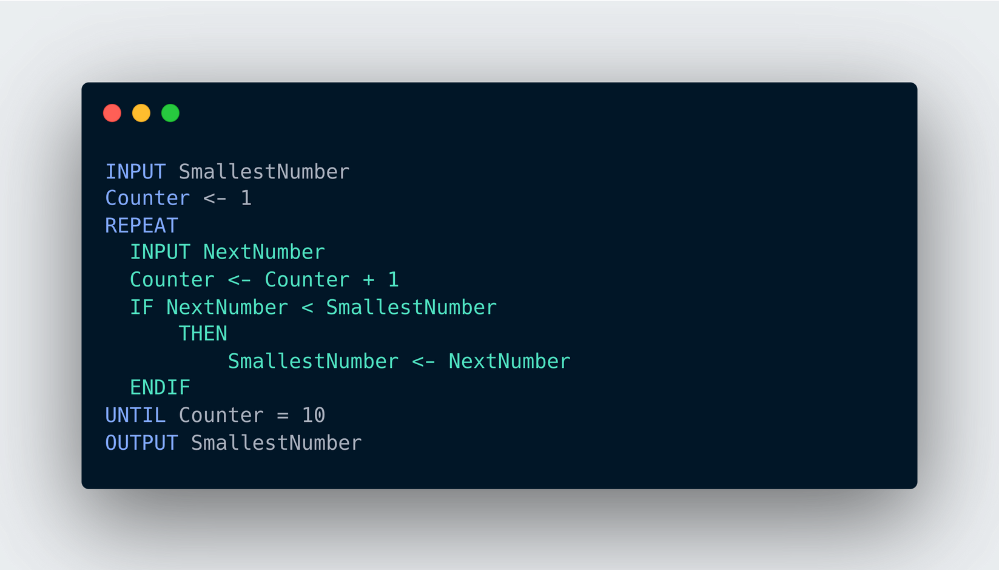 INPUT SmallestNumber
Counter <- 1
REPEAT
  INPUT NextNumber
  Counter <- Counter + 1
  IF NextNumber < SmallestNumber
      THEN
          SmallestNumber <- NextNumber
  ENDIF
UNTIL Counter = 10
OUTPUT SmallestNumber